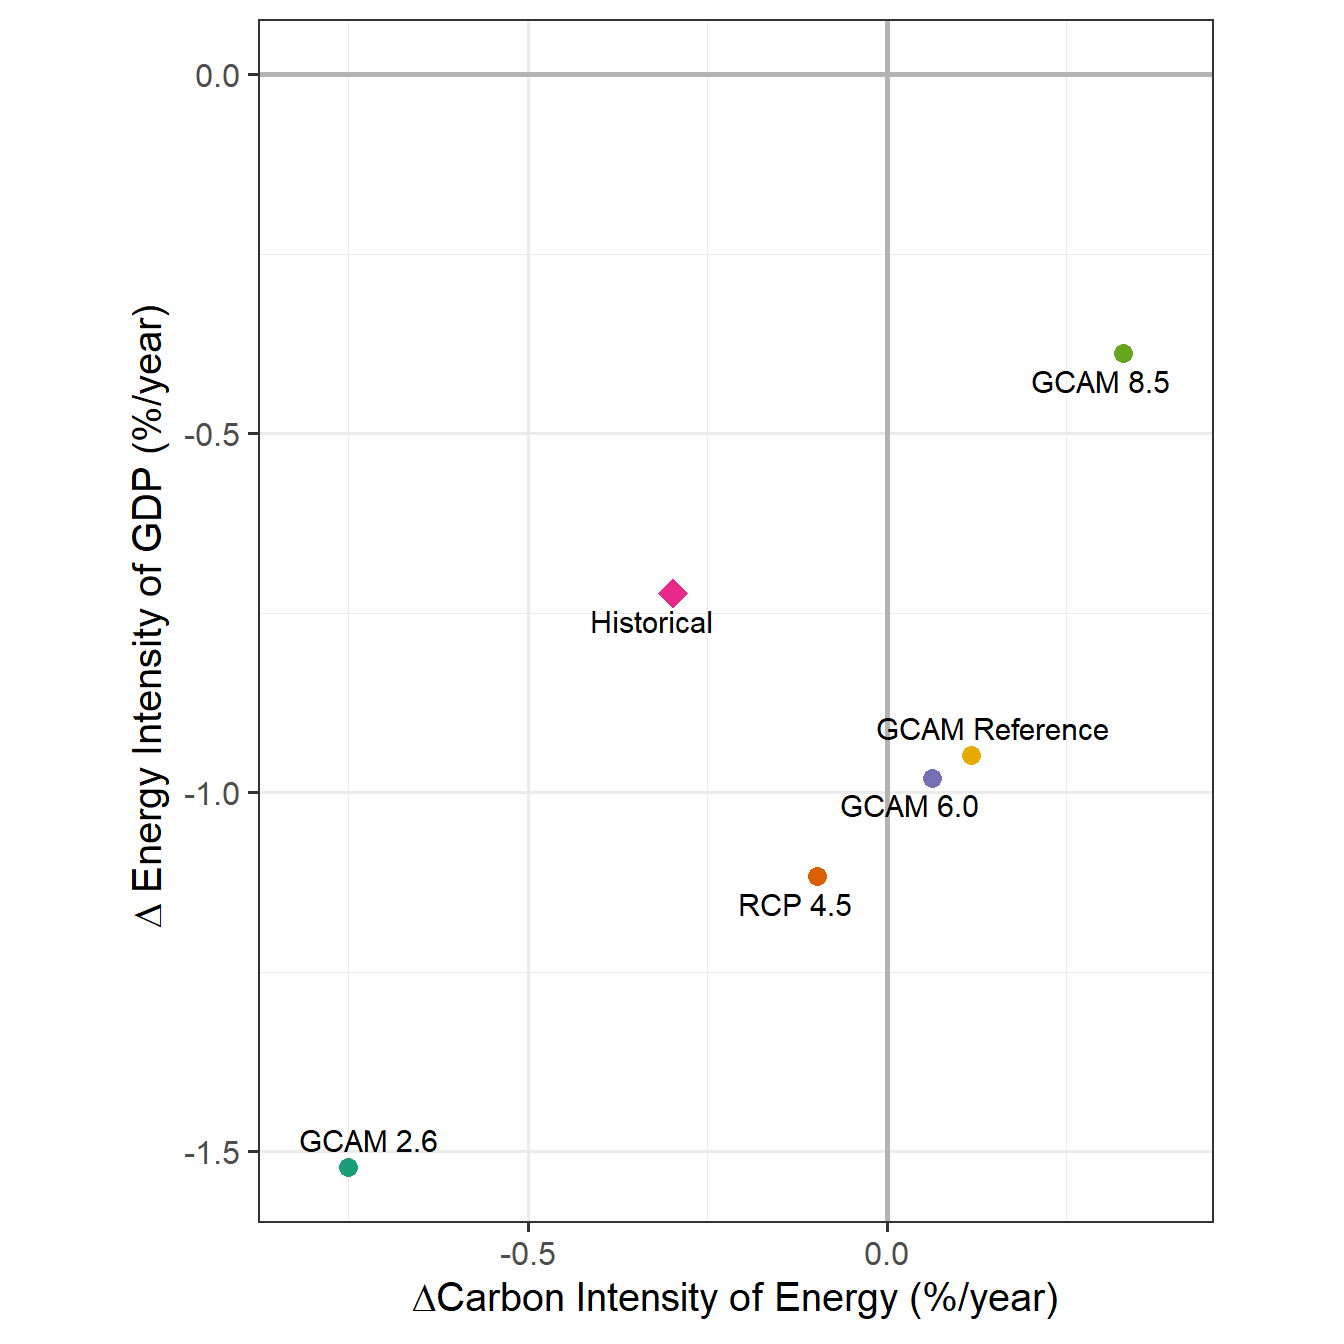 0.0
GCAM 8.5
-0.5
Δ Energy Intensity of GDP (%/year)
Historical
GCAM Reference
-1.0
GCAM 6.0
RCP 4.5
GCAM 2.6
-1.5
-0.5
0.0
ΔCarbon Intensity of Energy (%/year)